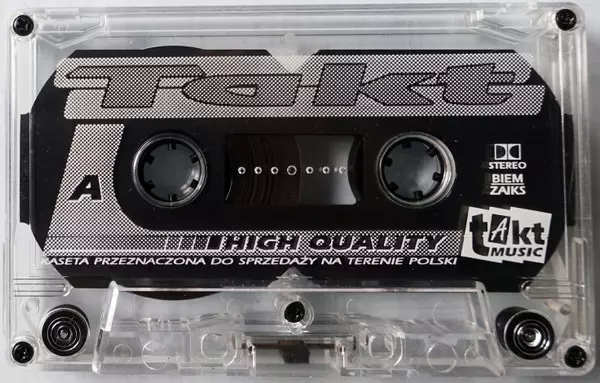 Takt
A
STEREO
BIEM
ZAIKS
HIGH QUALITY
takt
MUSIC
KASETA PRZEZNACZONA DO SPRZEDAŻY NA TERENIE POLSKI